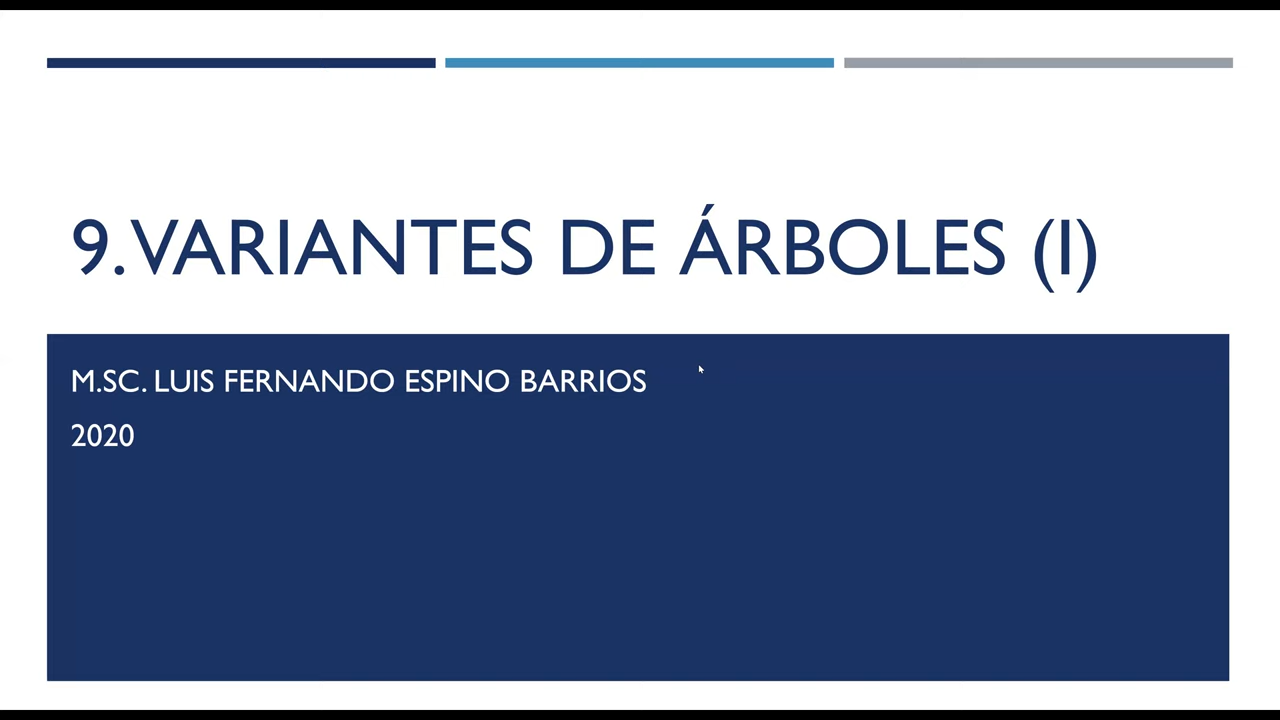 9. VARIANTES DE ÁRBOLES (I)
M.SC. LUIS FERNANDO ESPINO BARRIOS
2020